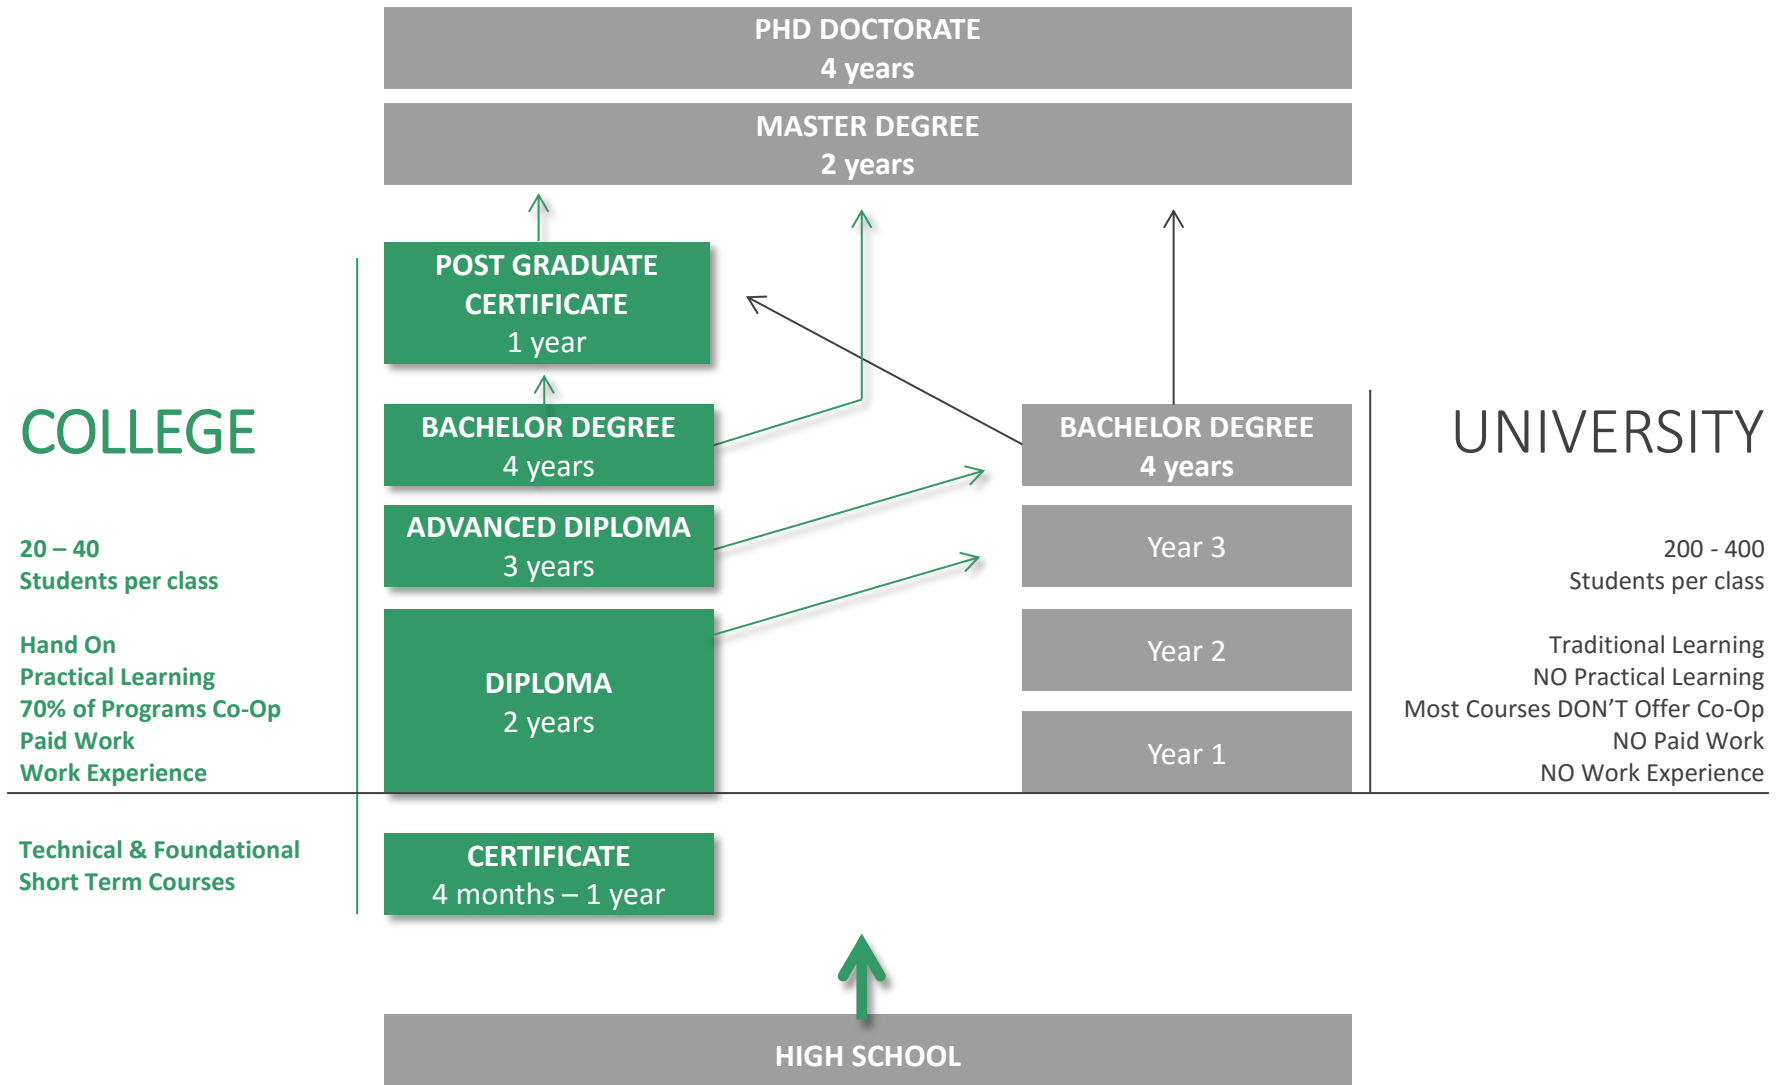 PHD DOCTORATE
4 years
MASTER DEGREE
2 years
POST GRADUATE
CERTIFICATE
1 year
COLLEGE
BACHELOR DEGREE
4 years
BACHELOR DEGREE
4 years
UNIVERSITY
ADVANCED DIPLOMA
3 years
Year 3
20 – 40
Students per class
200 - 400
Students per class
Hand On
Practical Learning
70% of Programs Co-Op
Paid Work
Work Experience
DIPLOMA
2 years
Year 2
Year 1
Traditional Learning
NO Practical Learning
Most Courses DON’T Offer Co-Op
NO Paid Work
NO Work Experience
Technical & Foundational
Short Term Courses
CERTIFICATE
4 months – 1 year
HIGH SCHOOL